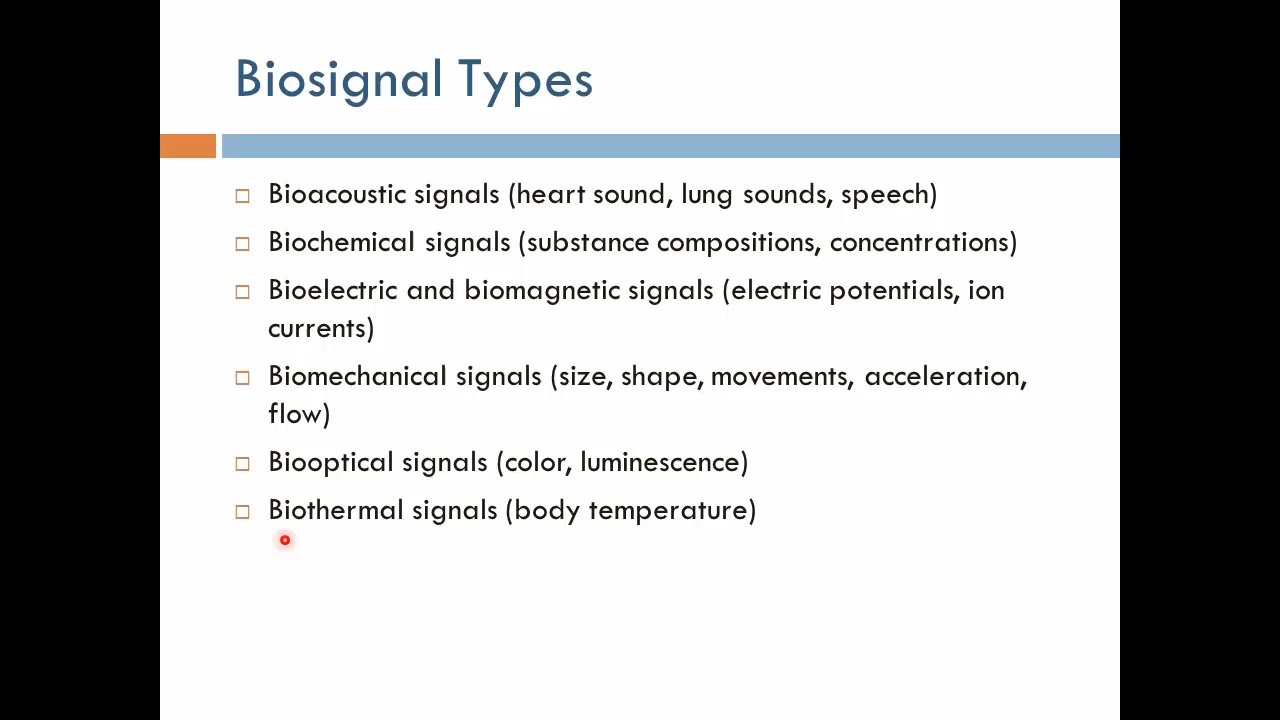 Biosignal Types
Bioacoustic signals (heart sound, lung sounds, speech)
Biochemical signals (substance compositions, concentrations)
Bioelectric and biomagnetic signals (electric potentials, ion
currents)
Biomechanical signals (size, shape, movements, acceleration,
flow)
Biooptical signals (color, luminescence)
Biothermal signals (body temperature)